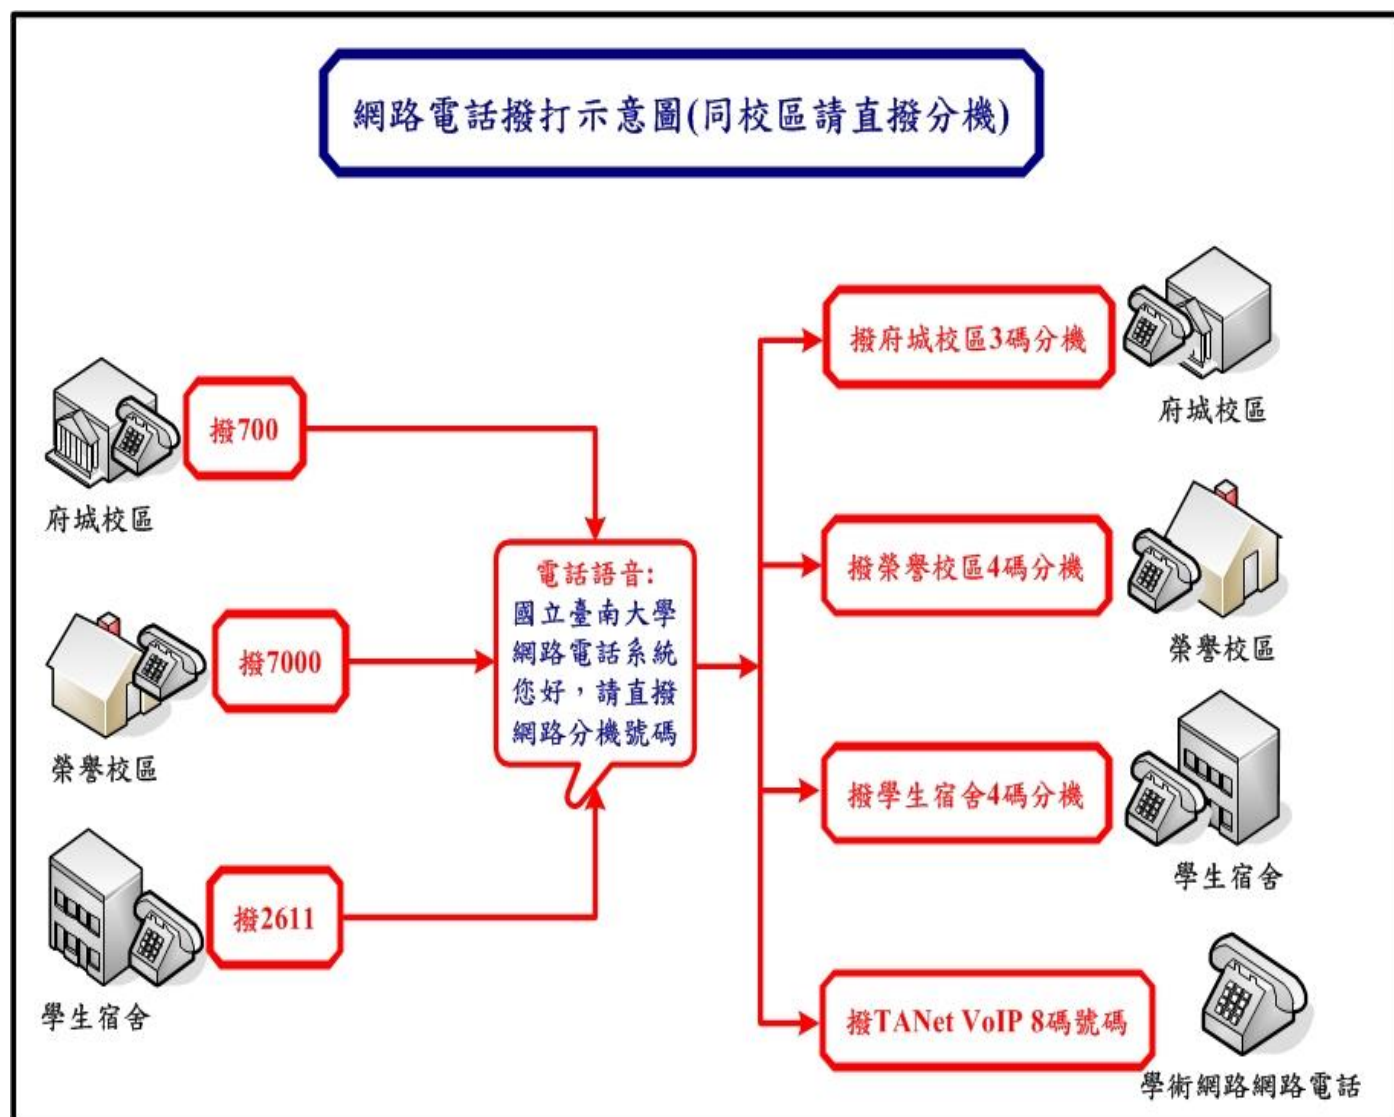 網路電話撥打示意圖(同校區請直撥分機)
撥700
府城校區
撥7000
榮譽校區
撥2611
學生宿舍
電話語音:
國立臺南大學
網路電話系統
您好，請直撥
網路分機號碼
撥府城校區3碼分機
府城校區
撥榮譽校區4碼分機
榮譽校區
撥學生宿舍4碼分機
學生宿舍
撥TANet VoIP 8碼號碼
學術網路網路電話